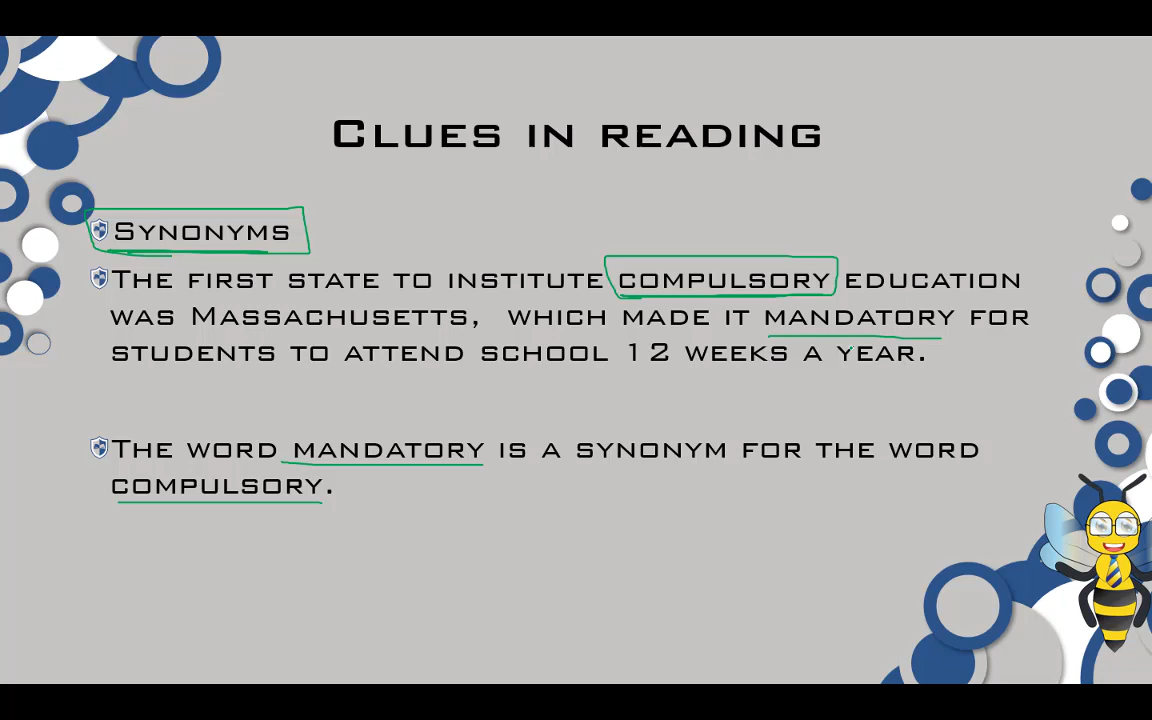 Clues in reading
Synonyms
The first state to institute compulsory education
was Massachusetts, which made it mandatory for
students to attend school 12 weeks a year.
The word mandatory is a synonym for the word
compulsory.